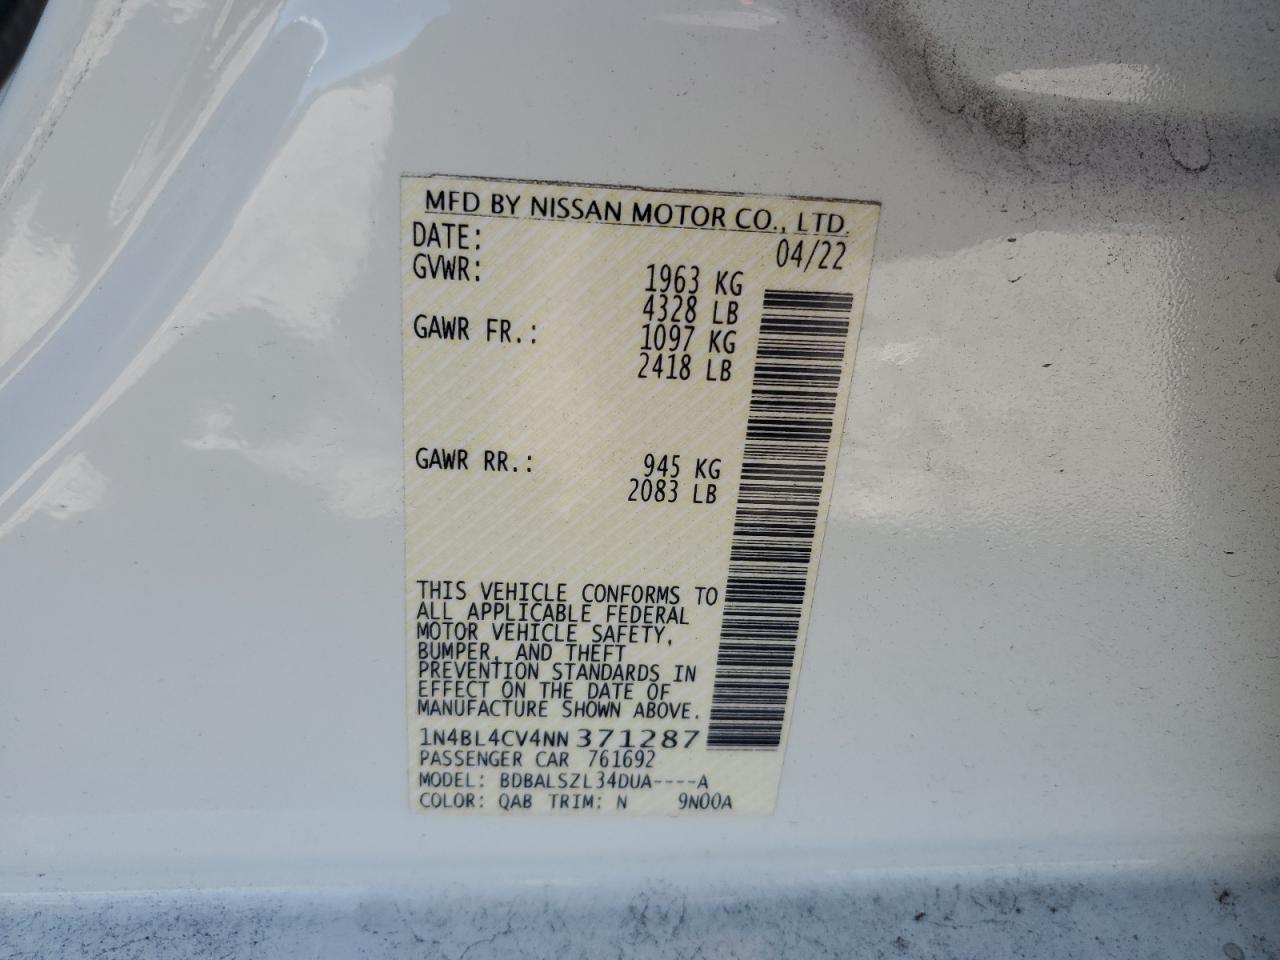 MFD BY NISSAN MOTOR CO., LTD.
DATE: 04/22
GVWR: 1963 KG
4328 LB
GAWR FR.: 1097 KG
2418 LB
GAWR RR.: 945 KG
2083 LB
THIS VEHICLE CONFORMS TO
ALL APPLICABLE FEDERAL
MOTOR VEHICLE SAFETY,
BUMPER, AND THEFT
PREVENTION STANDARDS IN
EFFECT ON THE DATE OF
MANUFACTURE SHOWN ABOVE.
1N4BL4CV4NN371287
PASSENGER CAR 761692
MODEL: BDBALSZL34DUA----A
COLOR: QAB TRIM: N 9N00A